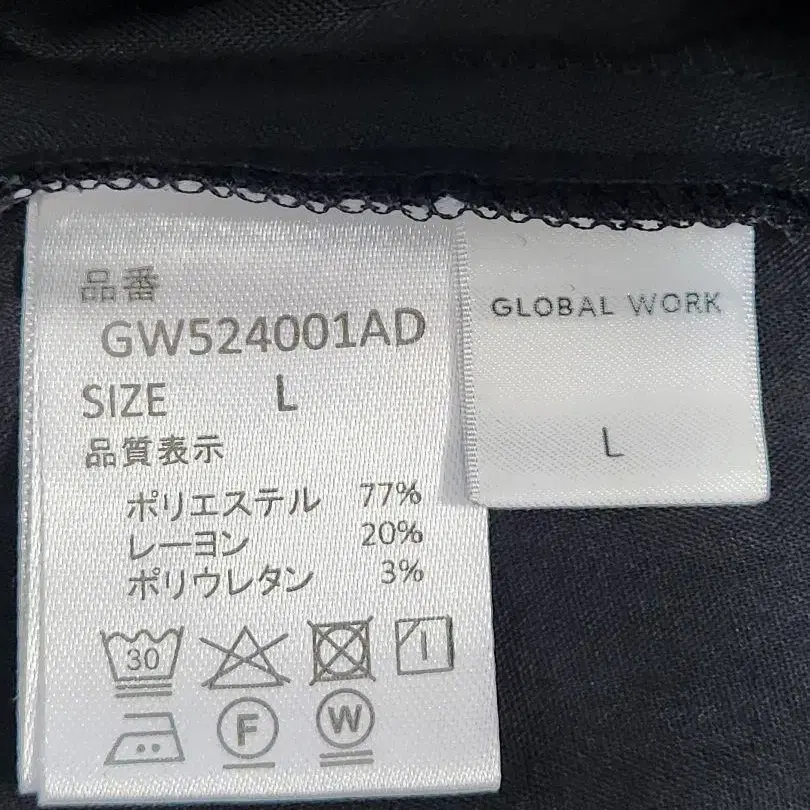 品番
GW524001AD
SIZE L
品質表示
ポリエステル 77%
レーヨン 20%
ポリウレタン 3%
30
F W
GLOBAL WORK
L